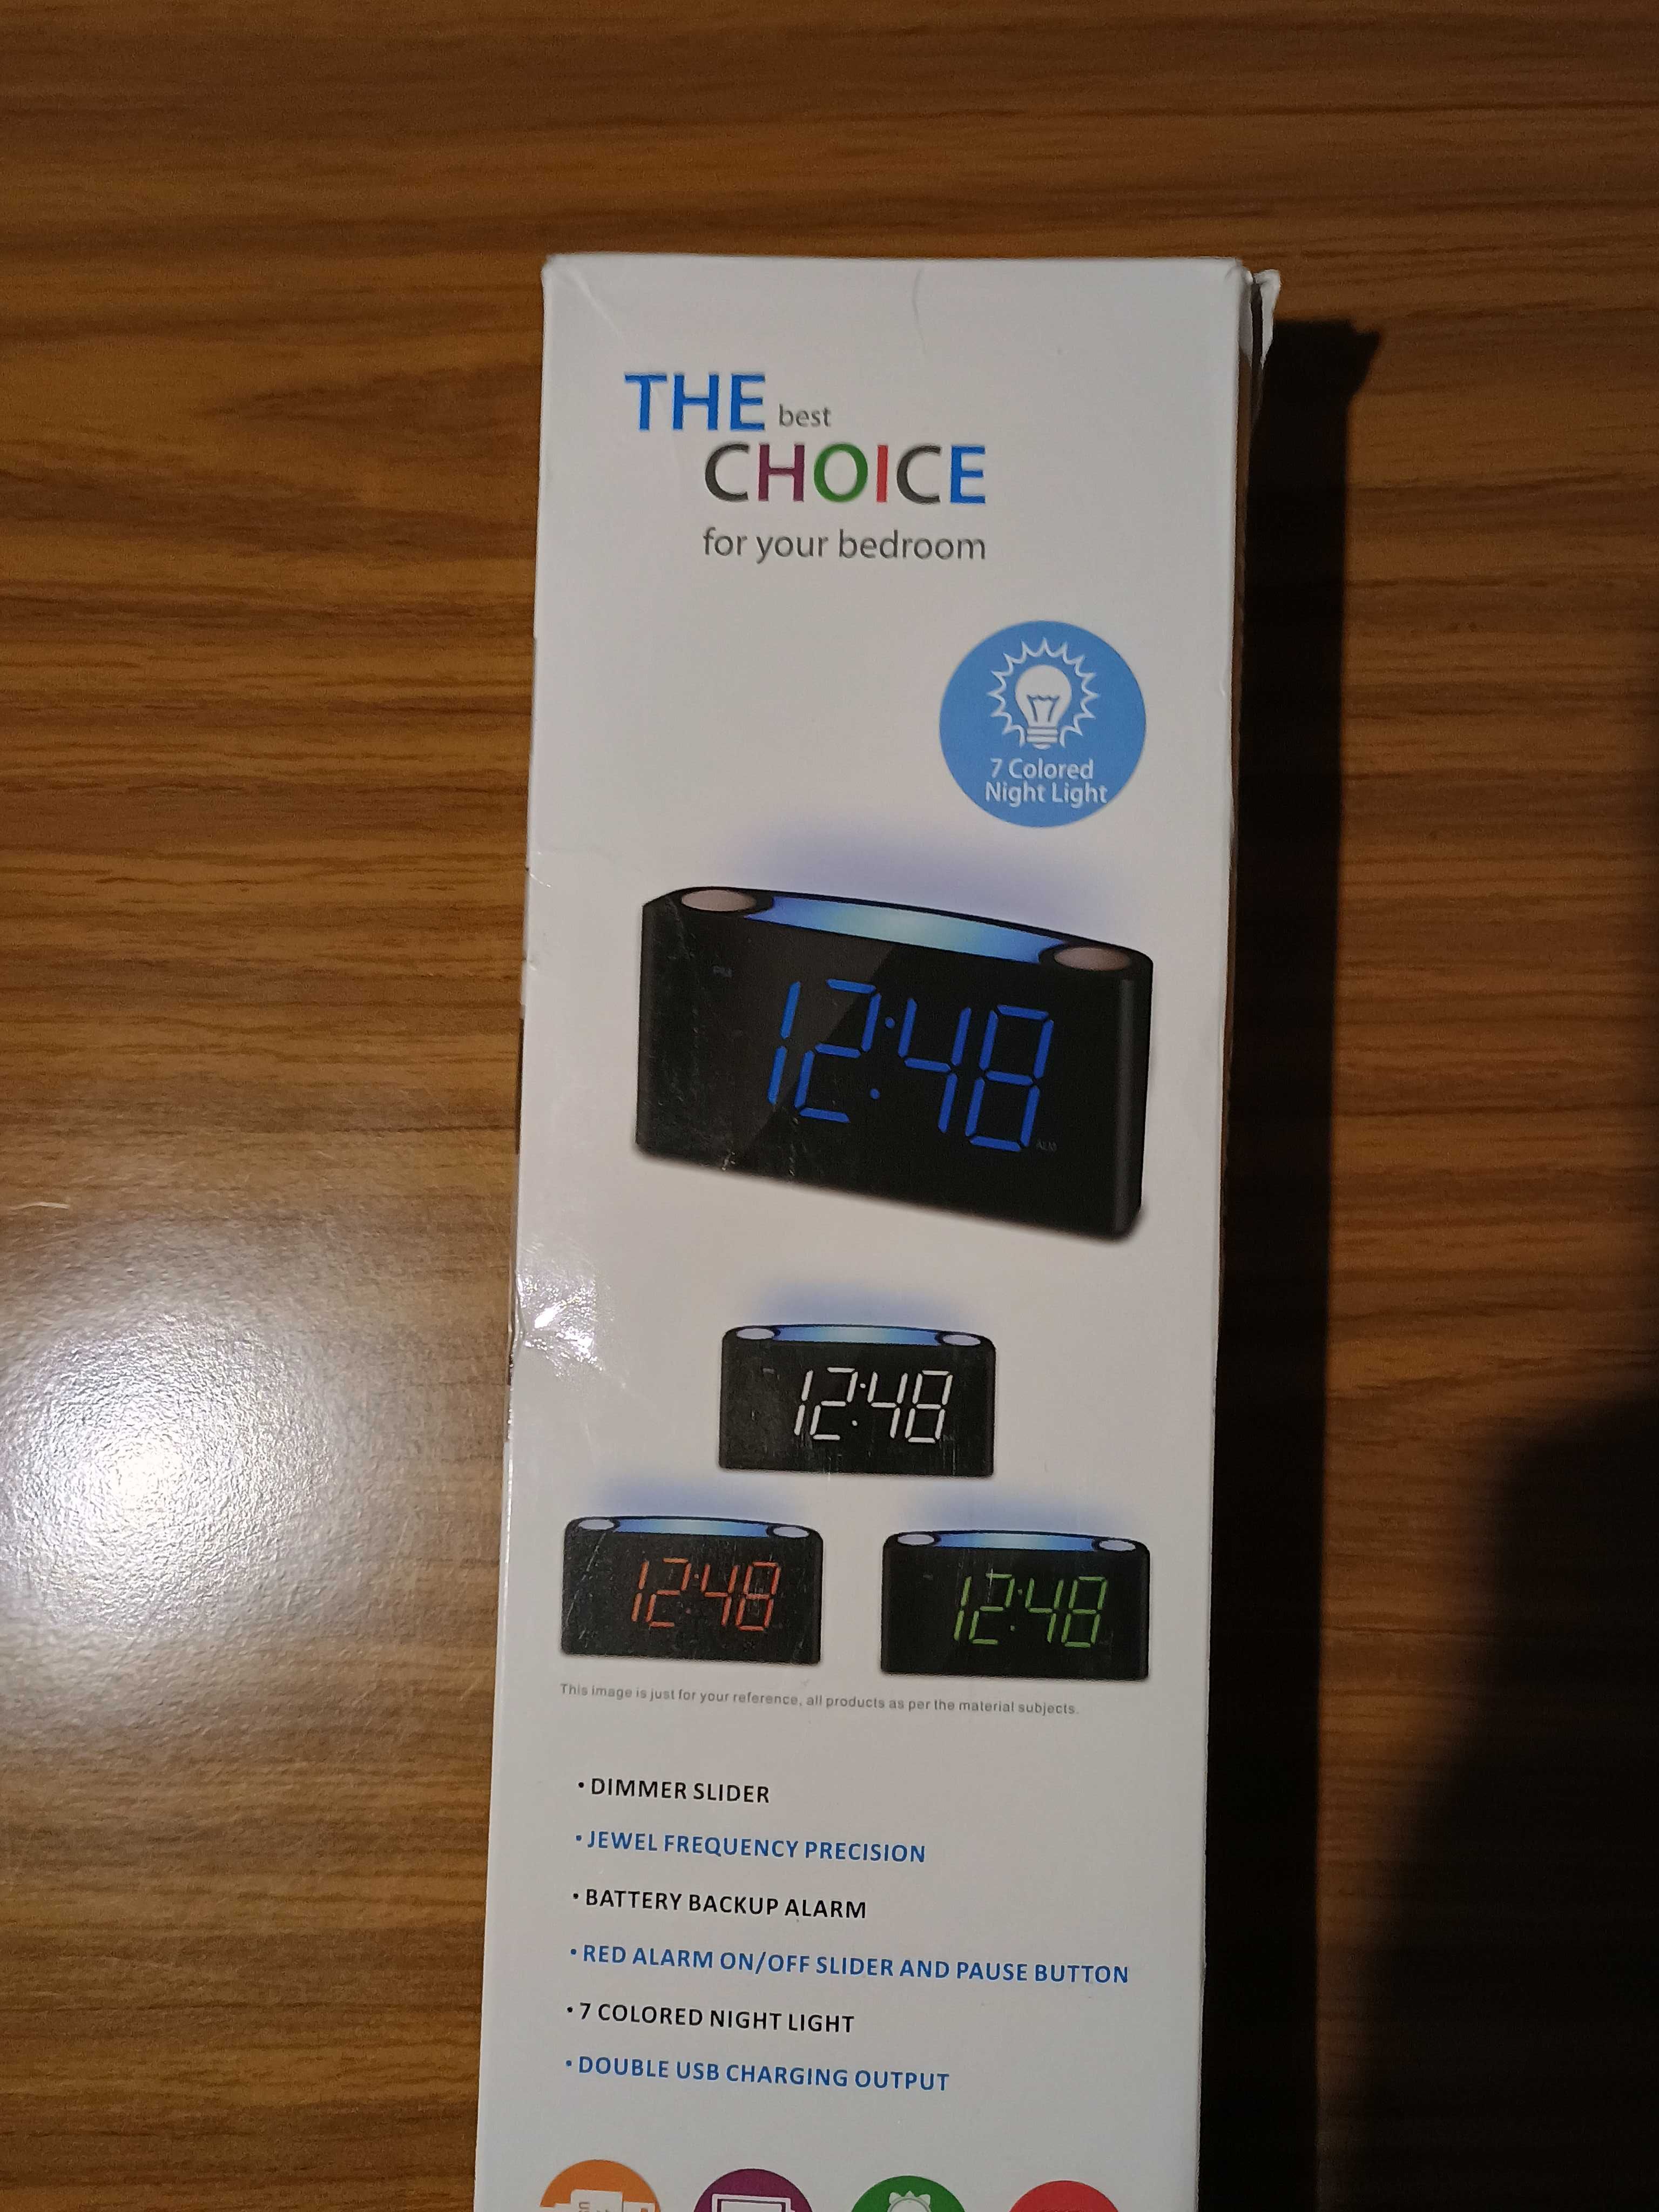 THE best
CHOICE
for your bedroom
7 Colored
Night Light
PM
12:48
ALM
12:48
12:48
12:48
This image is just for your reference, all products as per the material subjects.
• DIMMER SLIDER
• JEWEL FREQUENCY PRECISION
• BATTERY BACKUP ALARM
• RED ALARM ON/OFF SLIDER AND PAUSE BUTTON
• 7 COLORED NIGHT LIGHT
• DOUBLE USB CHARGING OUTPUT